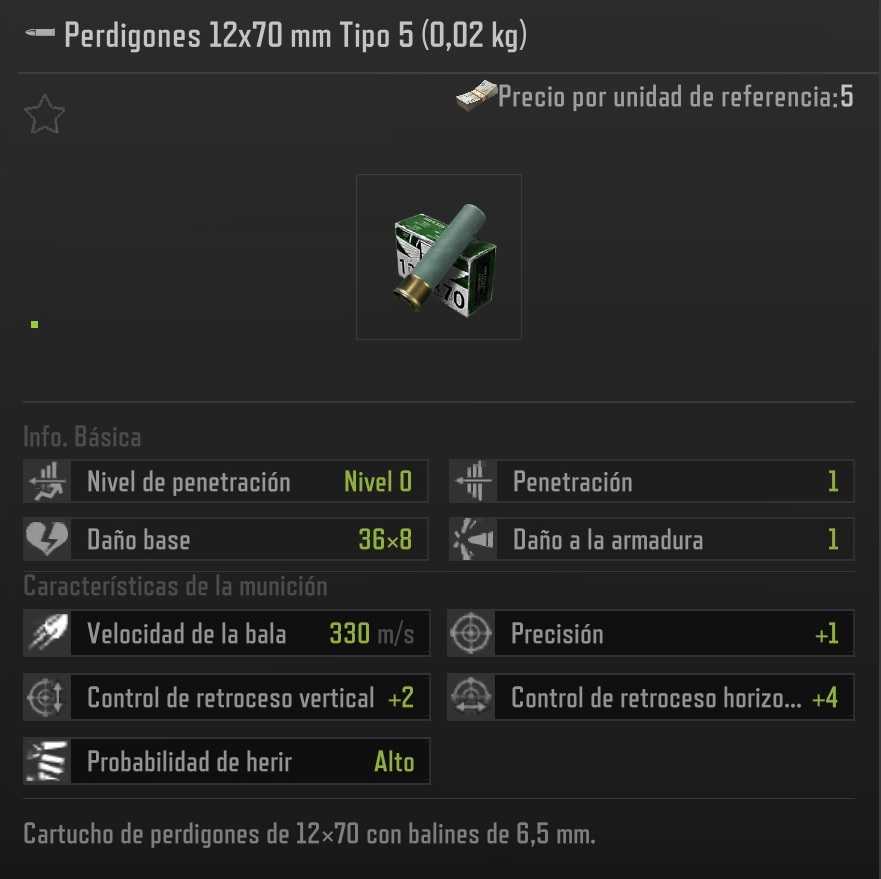 Perdigones 12x70 mm Tipo 5 (0,02 kg)
Precio por unidad de referencia:5
70
Info. Básica
Nivel de penetración Nivel 0
Penetración 1
Daño base 36×8
Daño a la armadura 1
Características de la munición
Velocidad de la bala 330 m/s
Precisión +1
Control de retroceso vertical +2
Control de retroceso horizo... +4
Probabilidad de herir Alto
Cartucho de perdigones de 12×70 con balines de 6,5 mm.